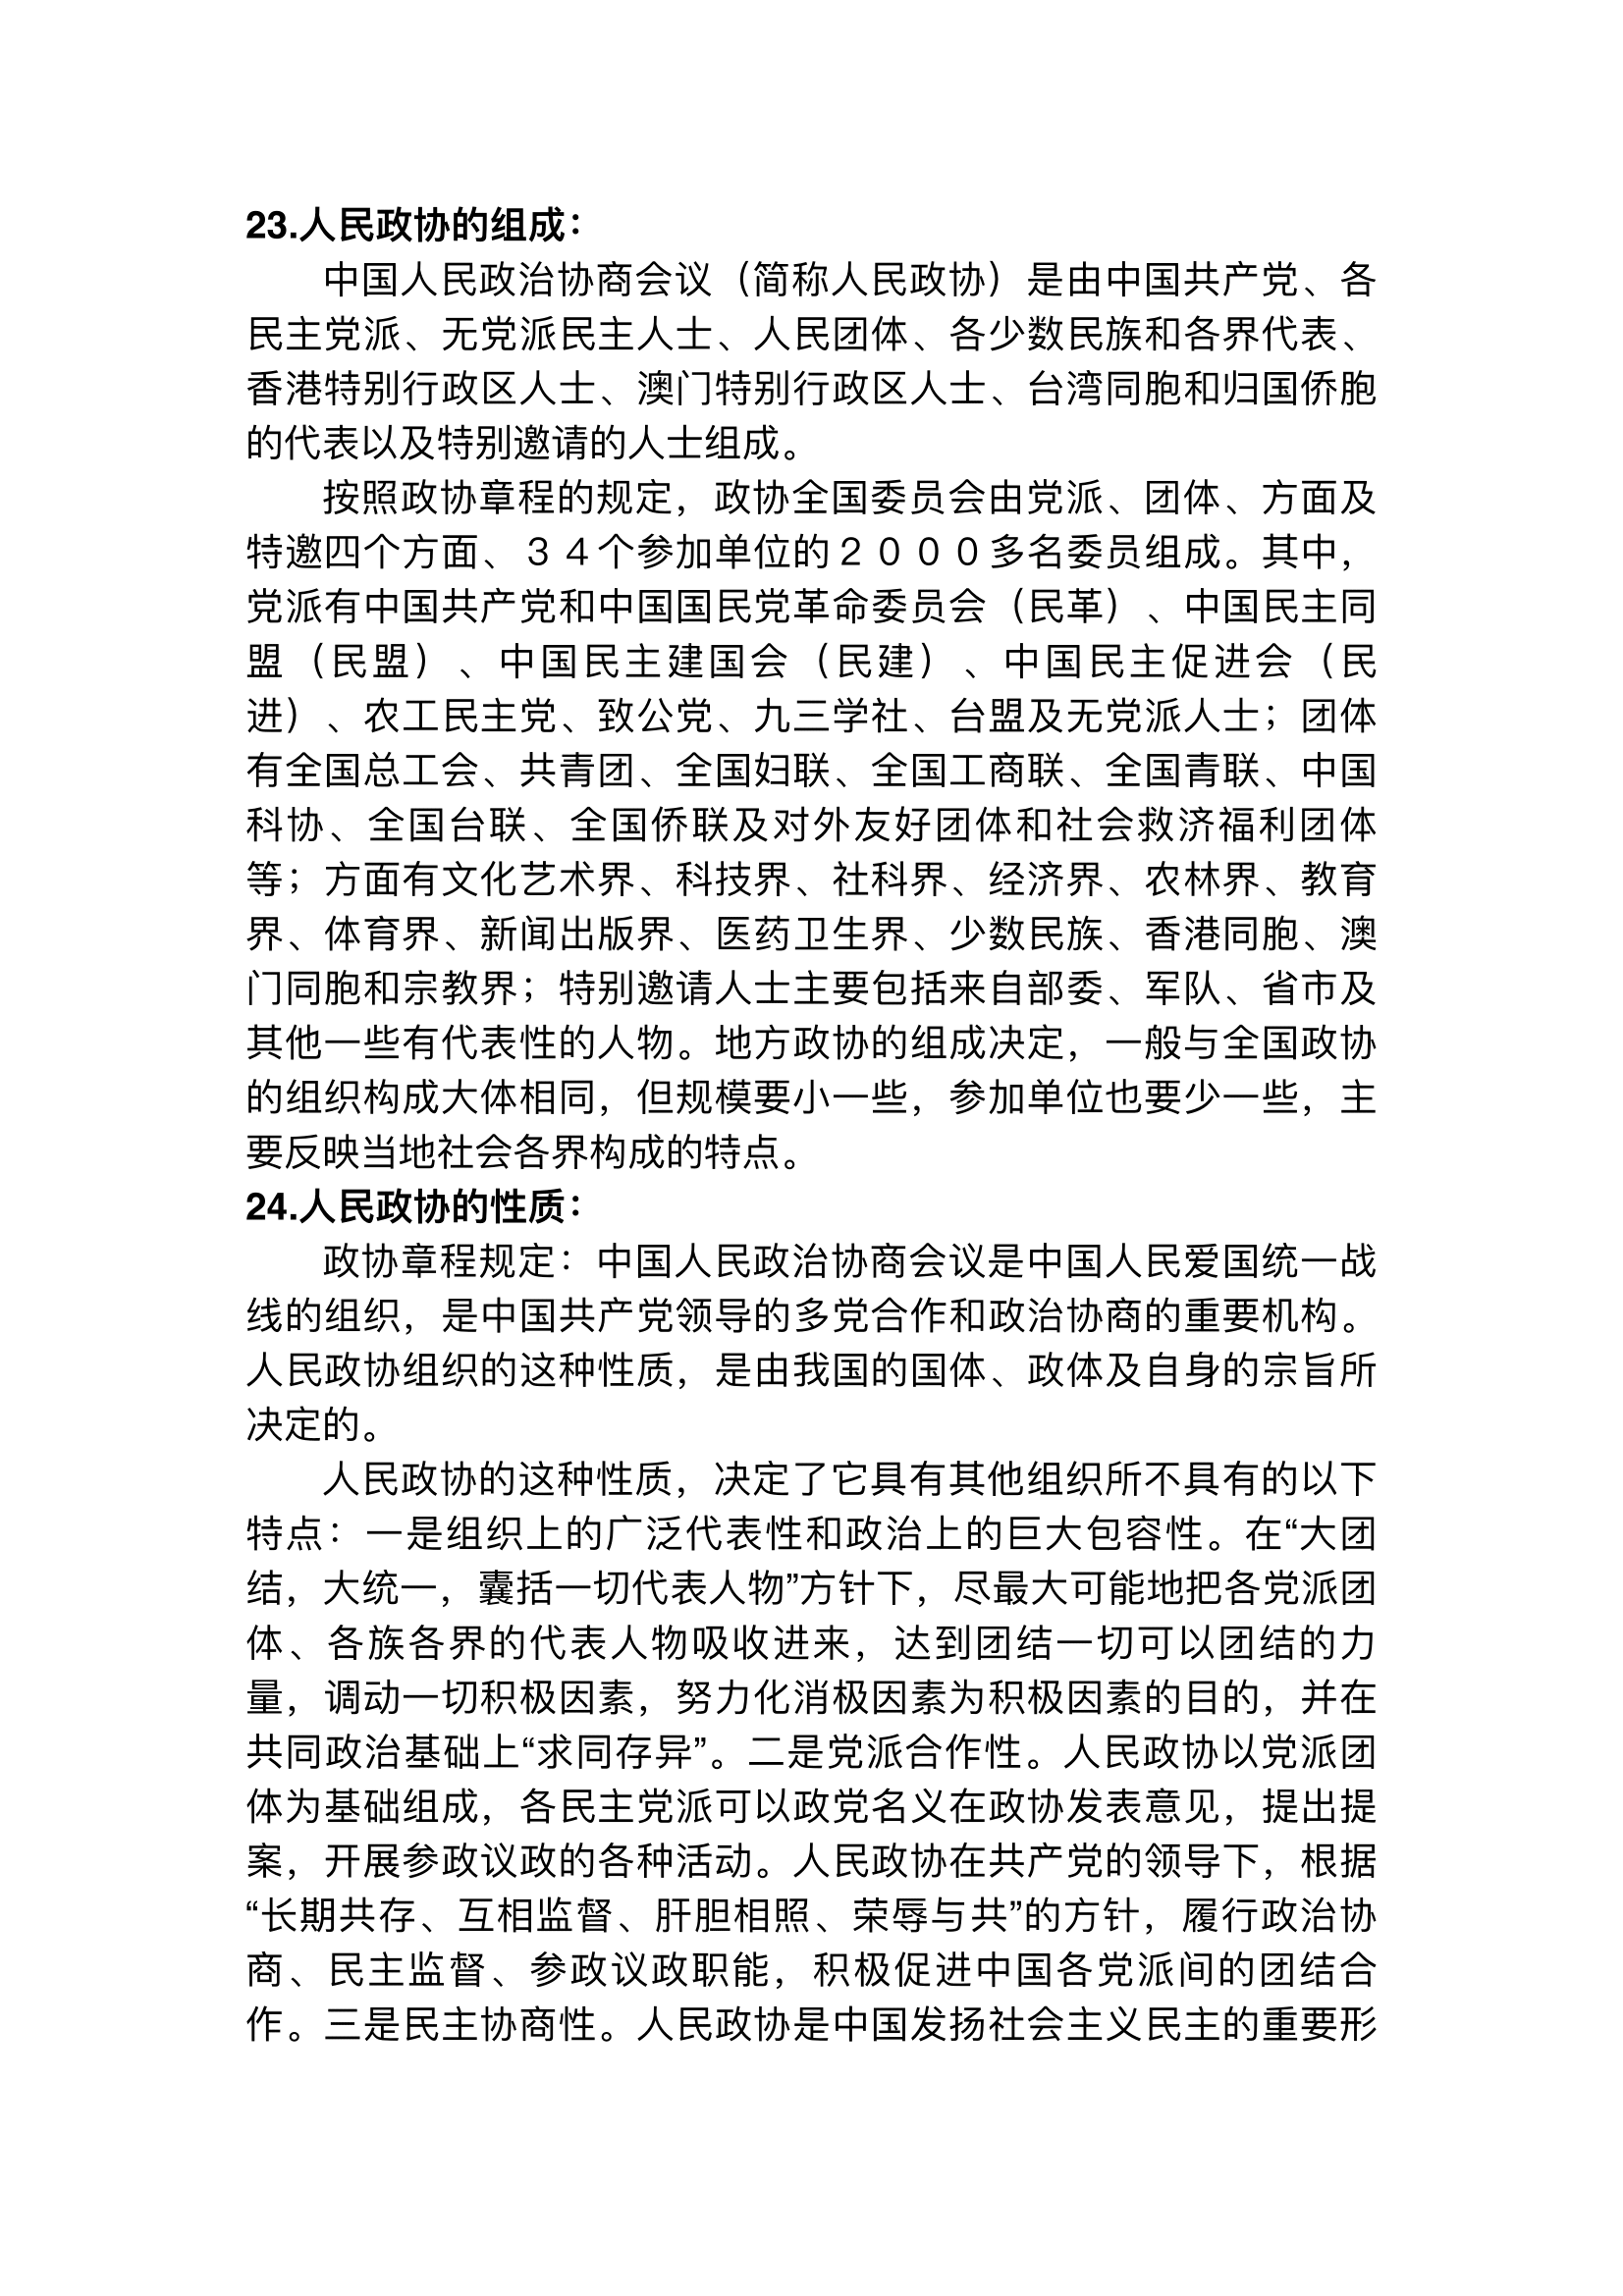 23.人民政协的组成：
中国人民政治协商会议（简称人民政协）是由中国共产党、各
民主党派、无党派民主人士、人民团体、各少数民族和各界代表、
香港特别行政区人士、澳门特别行政区人士、台湾同胞和归国侨胞
的代表以及特别邀请的人士组成。
按照政协章程的规定，政协全国委员会由党派、团体、方面及
特邀四个方面、３４个参加单位的２０００多名委员组成。其中，
党派有中国共产党和中国国民党革命委员会（民革）、中国民主同
盟（民盟）、中国民主建国会（民建）、中国民主促进会（民
进）、农工民主党、致公党、九三学社、台盟及无党派人士；团体
有全国总工会、共青团、全国妇联、全国工商联、全国青联、中国
科协、全国台联、全国侨联及对外友好团体和社会救济福利团体
等；方面有文化艺术界、科技界、社科界、经济界、农林界、教育
界、体育界、新闻出版界、医药卫生界、少数民族、香港同胞、澳
门同胞和宗教界；特别邀请人士主要包括来自部委、军队、省市及
其他一些有代表性的人物。地方政协的组成决定，一般与全国政协
的组织构成大体相同，但规模要小一些，参加单位也要少一些，主
要反映当地社会各界构成的特点。
24.人民政协的性质：
政协章程规定：中国人民政治协商会议是中国人民爱国统一战
线的组织，是中国共产党领导的多党合作和政治协商的重要机构。
人民政协组织的这种性质，是由我国的国体、政体及自身的宗旨所
决定的。
人民政协的这种性质，决定了它具有其他组织所不具有的以下
特点：一是组织上的广泛代表性和政治上的巨大包容性。在“大团
结，大统一，囊括一切代表人物”方针下，尽最大可能地把各党派团
体、各族各界的代表人物吸收进来，达到团结一切可以团结的力
量，调动一切积极因素，努力化消极因素为积极因素的目的，并在
共同政治基础上“求同存异”。二是党派合作性。人民政协以党派团
体为基础组成，各民主党派可以政党名义在政协发表意见，提出提
案，开展参政议政的各种活动。人民政协在共产党的领导下，根据
“长期共存、互相监督、肝胆相照、荣辱与共”的方针，履行政治协
商、民主监督、参政议政职能，积极促进中国各党派间的团结合
作。三是民主协商性。人民政协是中国发扬社会主义民主的重要形